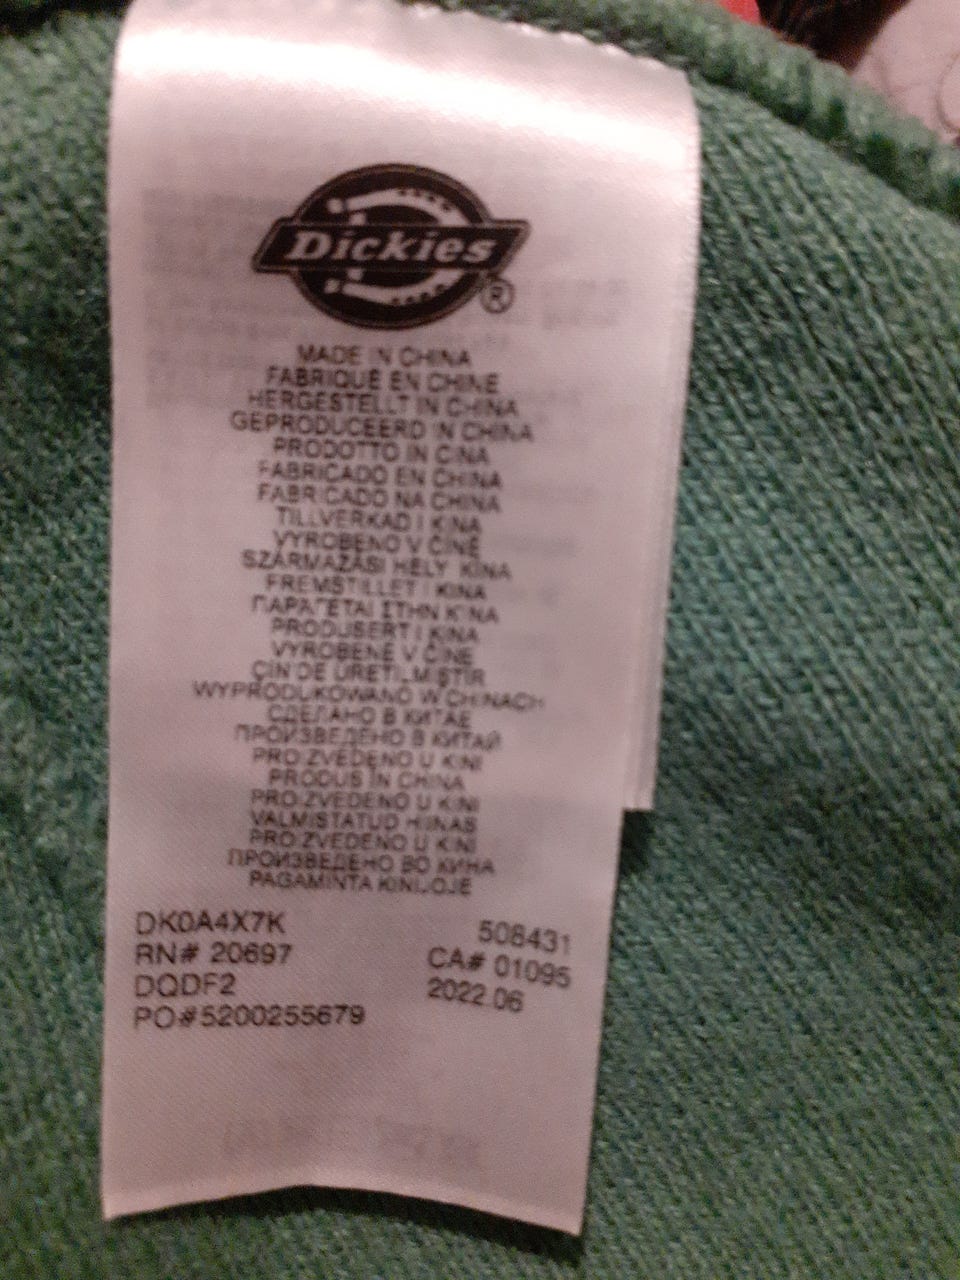 Dickies®
MADE IN CHINA
FABRIQUÉ EN CHINE
HERGESTELLT IN CHINA
GEPRODUCEERD IN CHINA
PRODOTTO IN CINA
FABRICADO EN CHINA
FABRICADO NA CHINA
TILLVERKAD I KINA
VYROBENO V ČÍNĚ
SZÁRMAZÁSI HELY KÍNA
FREMSTILLET I KINA
ΠΑΡΑΓΕΤΑΙ ΣΤΗΝ ΚΙΝΑ
PRODUSERT I KINA
VYROBENÉ V ČÍNE
ÇİN'DE ÜRETİLMİŞTİR
WYPRODUKOWANO W CHINACH
СДЕЛАНО В КИТАЕ
ПРОИЗВЕДЕНО В КИТАЙ
PROIZVEDENO U KINI
PRODUS ÎN CHINA
PROIZVEDENO U KINI
VALMISTATUD HIINAS
PROIZVEDENO U KINI
ПРОИЗВЕДЕНО ВО КИНА
PAGAMINTA KINIJOJE
DK0A4X7K 508431
RN# 20697 CA# 01095
DQDF2 2022.06
PO#5200255679